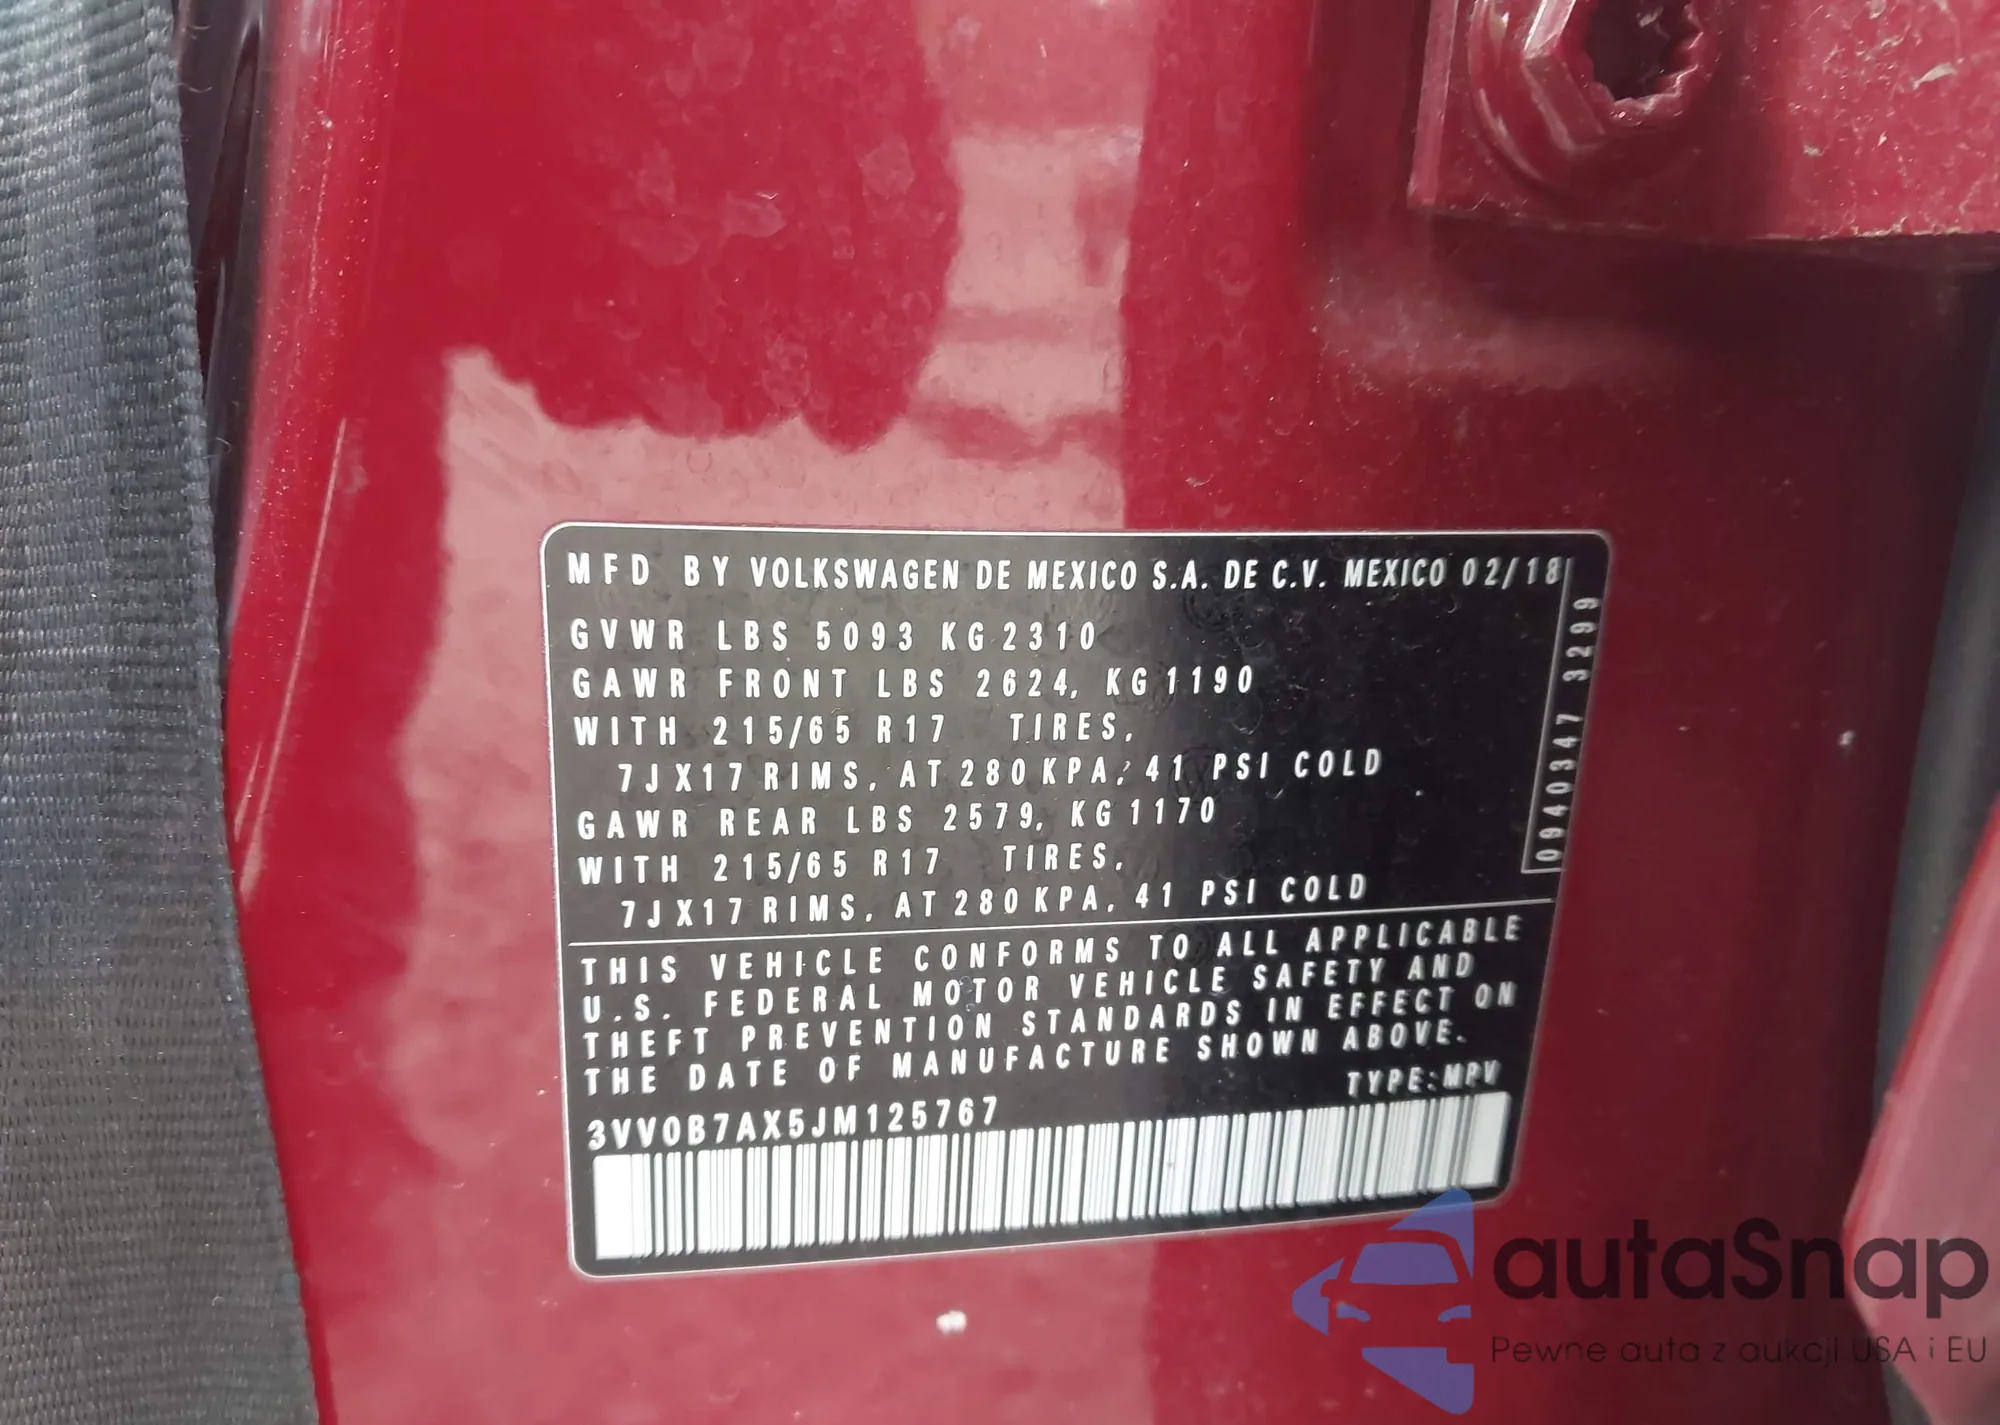 MFD BY VOLKSWAGEN DE MEXICO S.A. DE C.V. MEXICO 02/18
GVWR LBS 5093 KG 2310
GAWR FRONT LBS 2624, KG 1190
WITH 215/65 R17 TIRES,
7JX17 RIMS, AT 280 KPA, 41 PSI COLD
GAWR REAR LBS 2579, KG 1170
WITH 215/65 R17 TIRES,
7JX17 RIMS, AT 280 KPA, 41 PSI COLD
0940347 3299
THIS VEHICLE CONFORMS TO ALL APPLICABLE
U.S. FEDERAL MOTOR VEHICLE SAFETY AND
THEFT PREVENTION STANDARDS IN EFFECT ON
THE DATE OF MANUFACTURE SHOWN ABOVE.
TYPE:MPV
3VV0B7AX5JM125767
autaSnap
Pewne auta z aukcji USA i EU